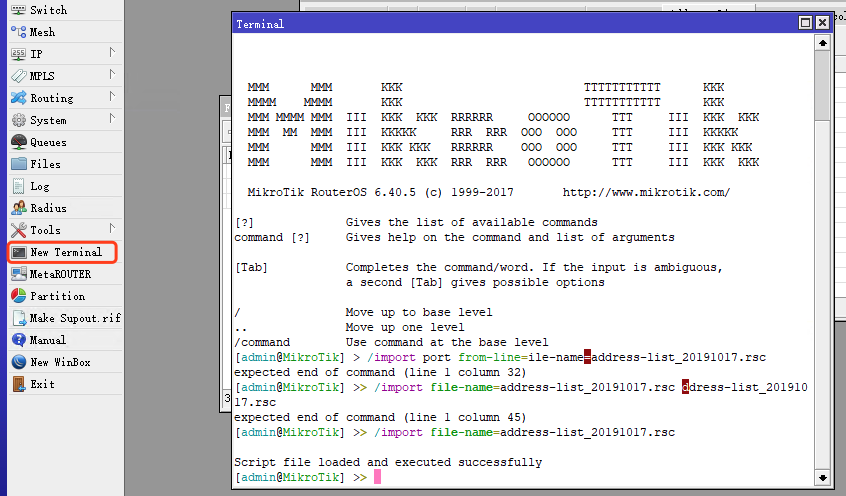 Switch
Mesh
IP
MPLS
Routing
System
Queues
Files
Log
Radius
Tools
New Terminal
MetaROUTER
Partition
Make Supout.rif
Manual
New WinBox
Exit
Terminal
MMM MMM KKK TTTTTTTTTTT KKK
MMMM MMMM KKK TTTTTTTTTTT KKK
MMM MMMM MMM III KKK KKK RRRRRR OOOOOO TTT III KKK KKK
MMM MM MMM III KKKKK RRR RRR OOO OOO TTT III KKKKK
MMM MMM III KKK KKK RRRRRR OOO OOO TTT III KKK KKK
MMM MMM III KKK KKK RRR RRR OOOOOO TTT III KKK KKK
MikroTik RouterOS 6.40.5 (c) 1999-2017 http://www.mikrotik.com/
[?] Gives the list of available commands
command [?] Gives help on the command and list of arguments
[Tab] Completes the command/word. If the input is ambiguous,
a second [Tab] gives possible options
/ Move up to base level
.. Move up one level
/command Use command at the base level
[admin@MikroTik] > /import port from-line=ile-name=address-list_20191017.rsc
expected end of command (line 1 column 32)
[admin@MikroTik] >> /import file-name=address-list_20191017.rsc ddress-list_201910
17.rsc
expected end of command (line 1 column 45)
[admin@MikroTik] >> /import file-name=address-list_20191017.rsc
Script file loaded and executed successfully
[admin@MikroTik] >>